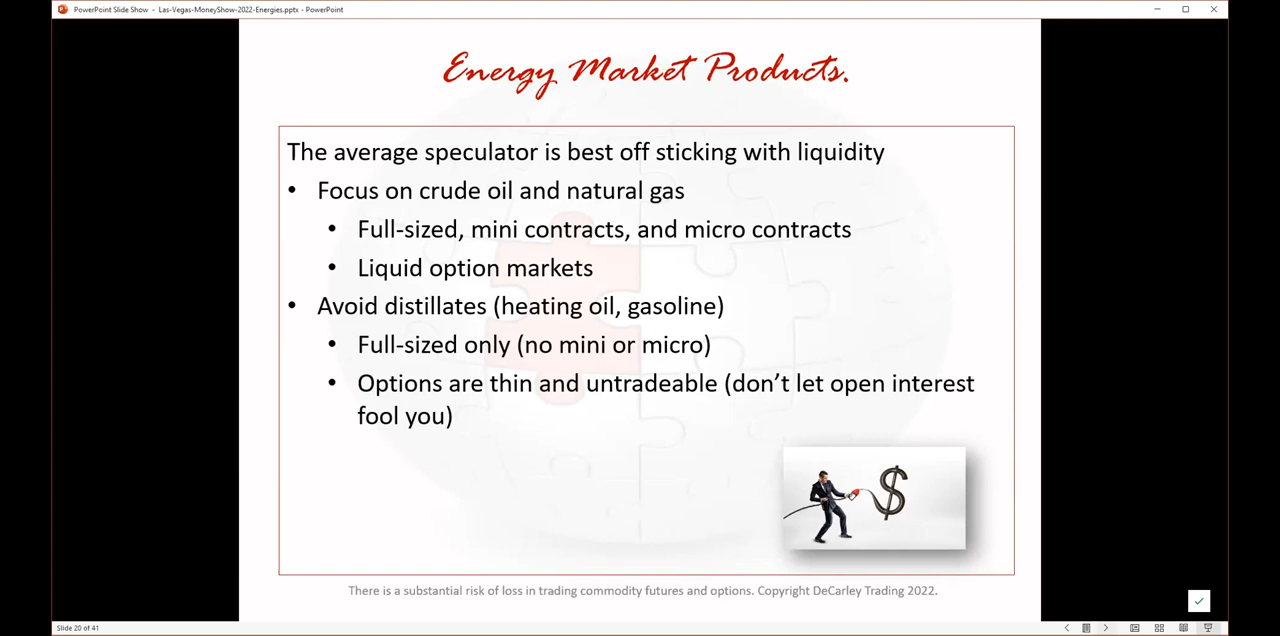 PowerPoint Slide Show - Las-Vegas-MoneyShow-2022-Energies.pptx - PowerPoint
Energy Market Products.
The average speculator is best off sticking with liquidity
• Focus on crude oil and natural gas
• Full-sized, mini contracts, and micro contracts
• Liquid option markets
• Avoid distillates (heating oil, gasoline)
• Full-sized only (no mini or micro)
• Options are thin and untradeable (don’t let open interest
fool you)
$
There is a substantial risk of loss in trading commodity futures and options. Copyright DeCarley Trading 2022.
Slide 20 of 41